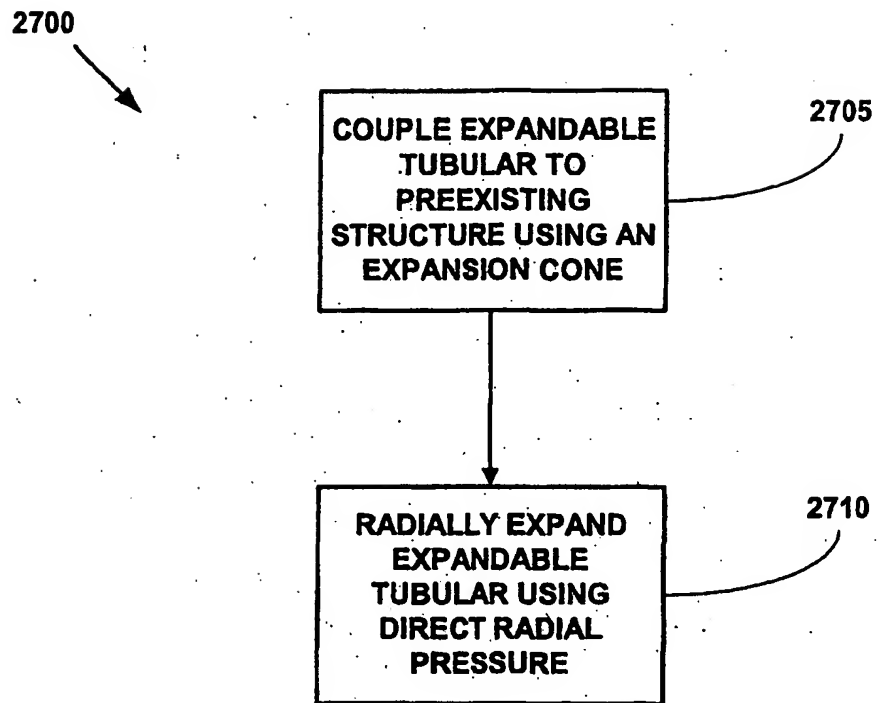 2700
COUPLE EXPANDABLE
TUBULAR TO
PREEXISTING
STRUCTURE USING AN
EXPANSION CONE
2705
RADIALLY EXPAND
EXPANDABLE
TUBULAR USING
DIRECT RADIAL
PRESSURE
2710